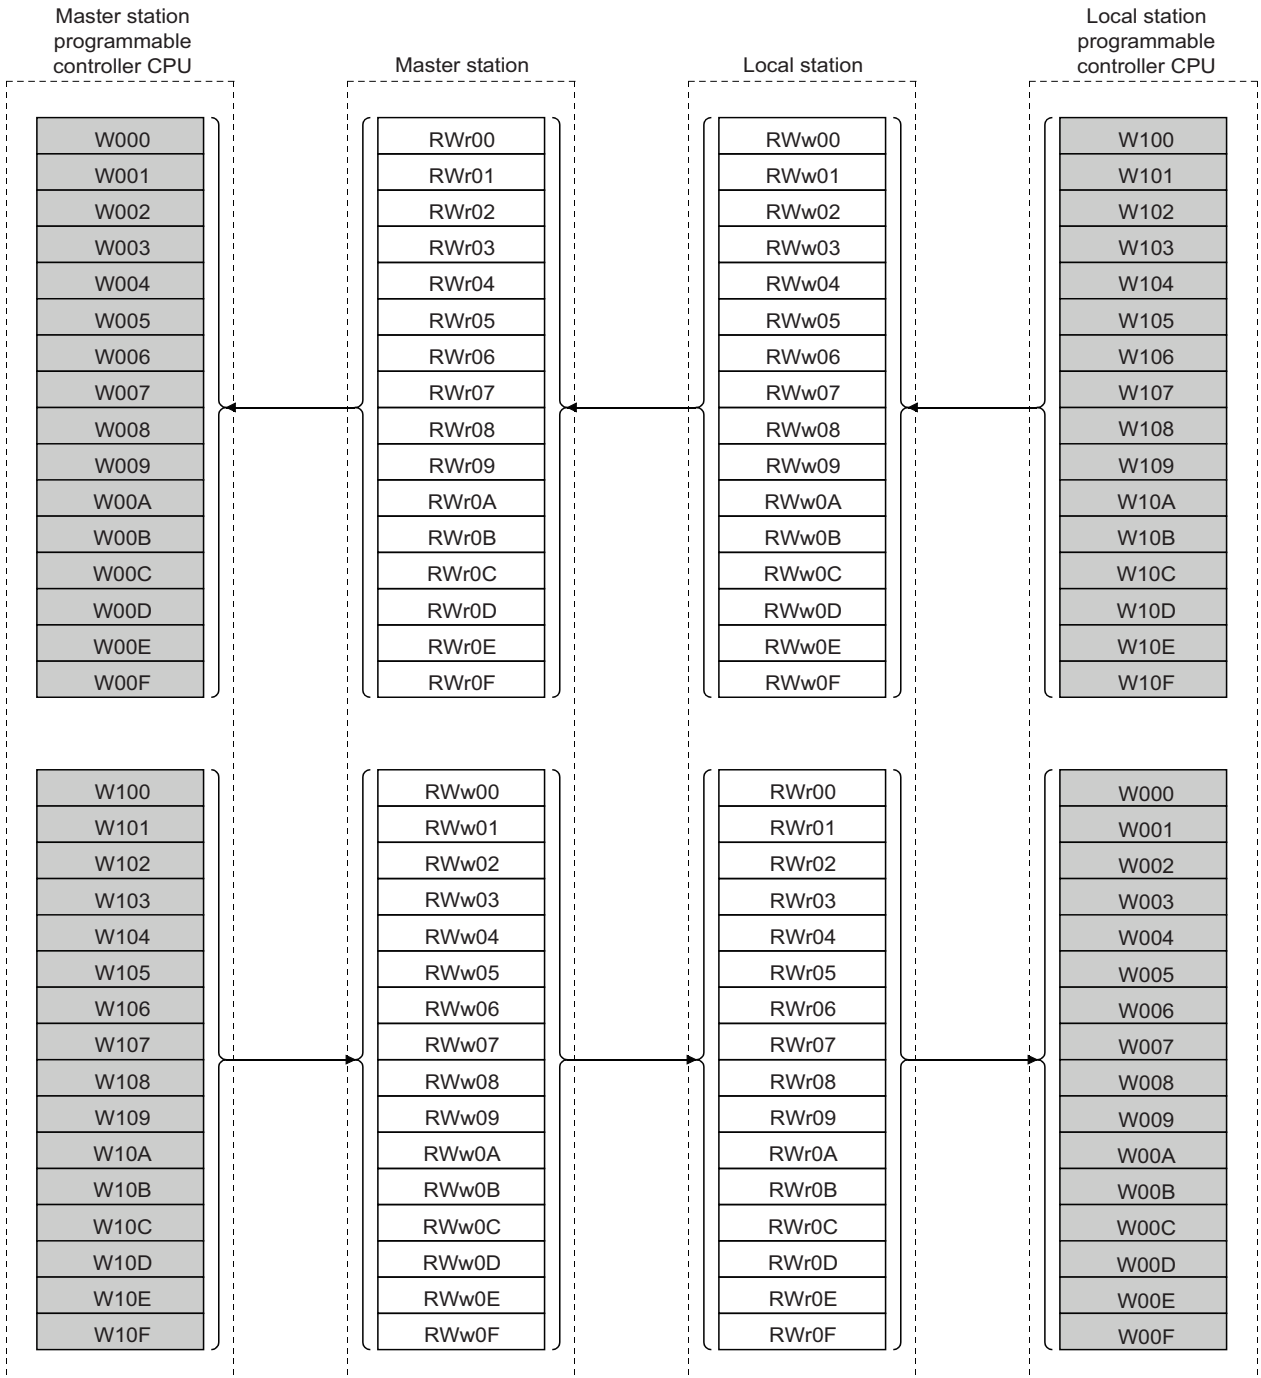 Master station
programmable
controller CPU
Master station
Local station
Local station
programmable
controller CPU
W000 RWr00 RWw00 W100
W001 RWr01 RWw01 W101
W002 RWr02 RWw02 W102
W003 RWr03 RWw03 W103
W004 RWr04 RWw04 W104
W005 RWr05 RWw05 W105
W006 RWr06 RWw06 W106
W007 RWr07 RWw07 W107
W008 RWr08 RWw08 W108
W009 RWr09 RWw09 W109
W00A RWr0A RWw0A W10A
W00B RWr0B RWw0B W10B
W00C RWr0C RWw0C W10C
W00D RWr0D RWw0D W10D
W00E RWr0E RWw0E W10E
W00F RWr0F RWw0F W10F
W100 RWw00 RWr00 W000
W101 RWw01 RWr01 W001
W102 RWw02 RWr02 W002
W103 RWw03 RWr03 W003
W104 RWw04 RWr04 W004
W105 RWw05 RWr05 W005
W106 RWw06 RWr06 W006
W107 RWw07 RWr07 W007
W108 RWw08 RWr08 W008
W109 RWw09 RWr09 W009
W10A RWw0A RWr0A W00A
W10B RWw0B RWr0B W00B
W10C RWw0C RWr0C W00C
W10D RWw0D RWr0D W00D
W10E RWw0E RWr0E W00E
W10F RWw0F RWr0F W00F